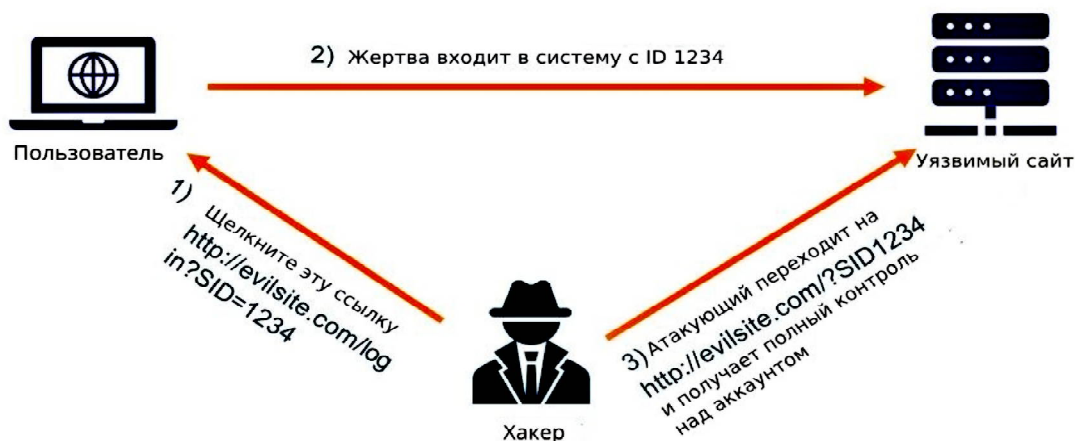 2) Жертва входит в систему с ID 1234
Пользователь
Уязвимый сайт
1)
Щелкните эту ссылку
http://evilsite.com/log
in?SID=1234
3) Атакующий переходит на
http://evilsite.com/?SID1234
и получает полный контроль
над аккаунтом
Хакер